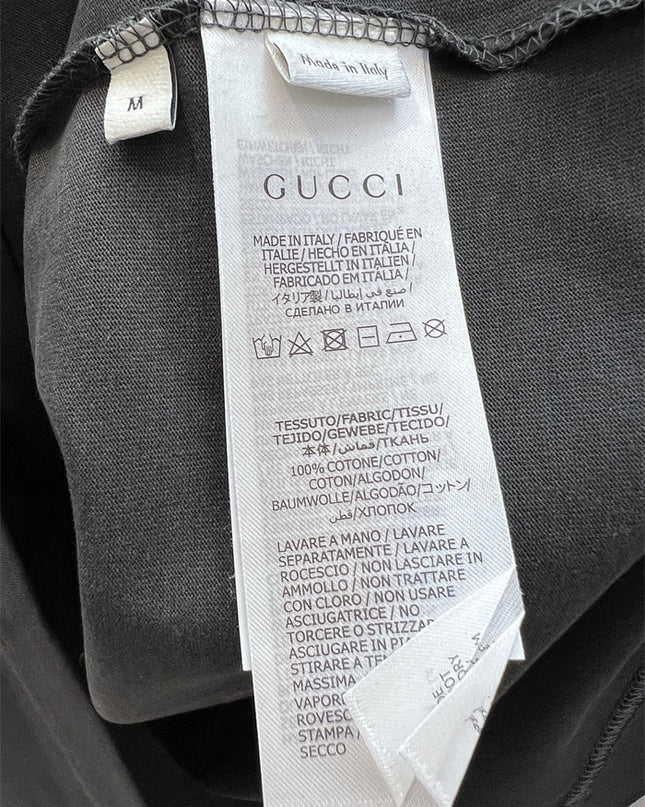 M
Made in Italy
GUCCI
MADE IN ITALY / FABRIQUÉ EN
ITALIE / HECHO EN ITALIA /
HERGESTELLT IN ITALIEN /
FABRICADO EM ITÁLIA /
イタリア製 / صنع في إيطاليا /
СДЕЛАНО В ИТАЛИИ
TESSUTO/FABRIC/TISSU/
TEJIDO/GEWEBE/TECIDO/
本体/قماش/ТКАНЬ
100% COTONE/COTTON/
COTON/ALGODON/
BAUMWOLLE/ALGODÃO/コットン/
قطن/ХЛОПОК
LAVARE A MANO / LAVARE
SEPARATAMENTE / LAVARE A
ROCESCIO / NON LASCIARE IN
AMMOLLO / NON TRATTARE
CON CLORO / NON USARE
ASCIUGATRICE / NO
TORCERE O STRIZZAR
ASCIUGARE IN
STIRARE A
MASSIMA
VAPOR
ROVESC
STAMPA /
SECCO